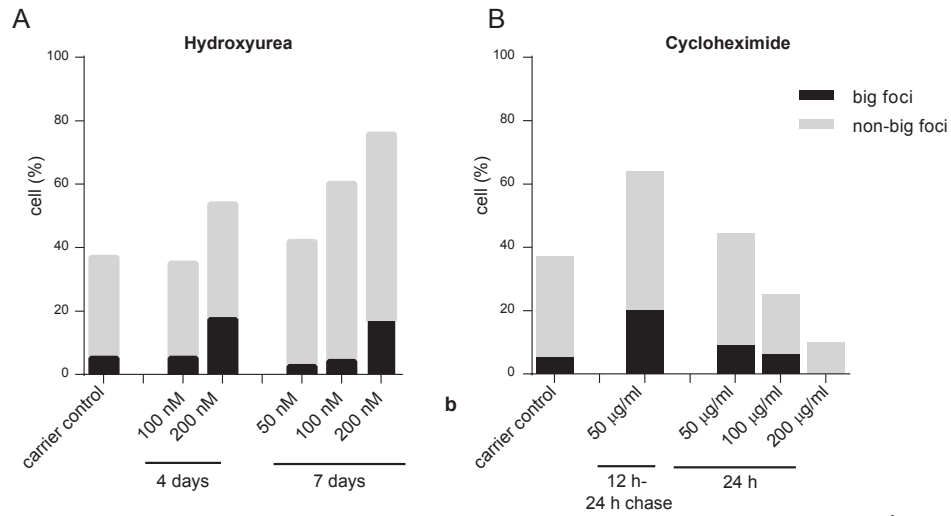 A
Hydroxyurea
100
80
60
40
20
0
cell (%)
carrier control
100 nM
200 nM
50 nM
100 nM
200 nM
4 days
7 days
b
B
Cycloheximide
100
80
60
40
20
0
cell (%)
big foci
non-big foci
carrier control
50 µg/ml
50 µg/ml
100 µg/ml
200 µg/ml
12 h-
24 h chase
24 h